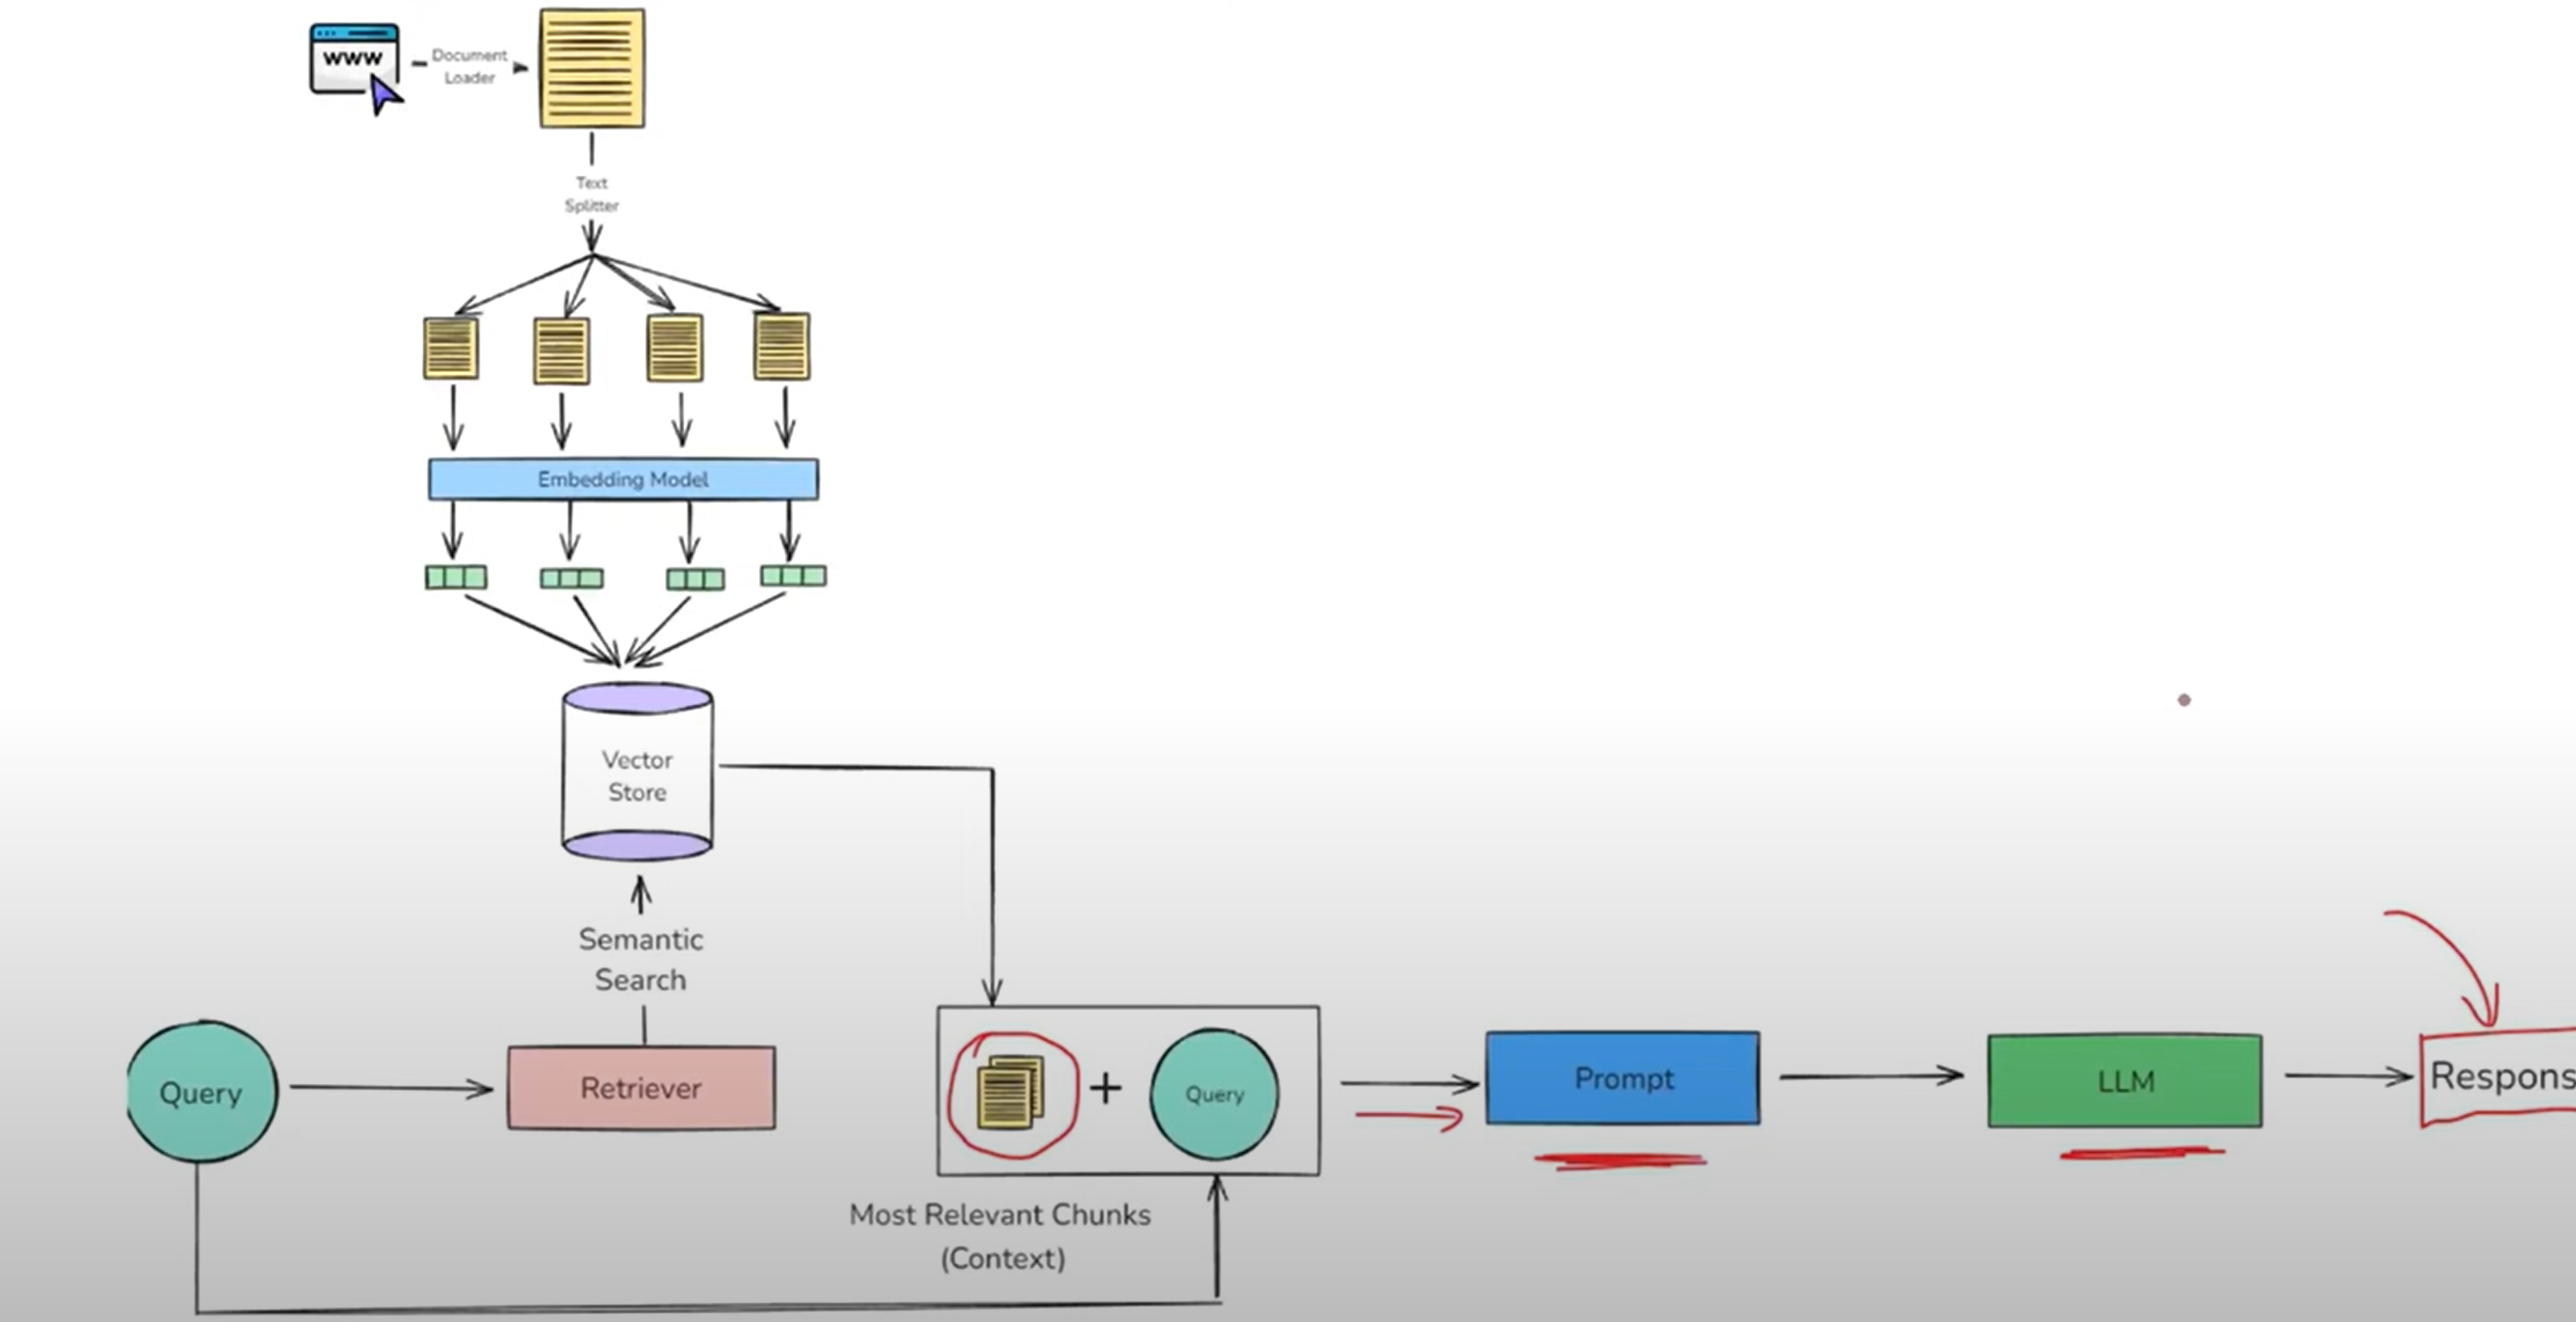 www
Document
Loader
Text
Splitter
Embedding Model
Vector
Store
Semantic
Search
Query
Retriever
+
Query
Prompt
LLM
Respons
Most Relevant Chunks
(Context)